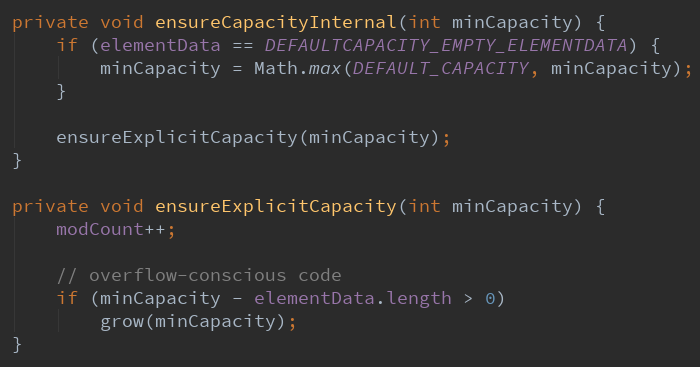 private void ensureCapacityInternal(int minCapacity) {
    if (elementData == DEFAULTCAPACITY_EMPTY_ELEMENTDATA) {
        minCapacity = Math.max(DEFAULT_CAPACITY, minCapacity);
    }

    ensureExplicitCapacity(minCapacity);
}

private void ensureExplicitCapacity(int minCapacity) {
    modCount++;

    // overflow-conscious code
    if (minCapacity - elementData.length > 0)
        grow(minCapacity);
}